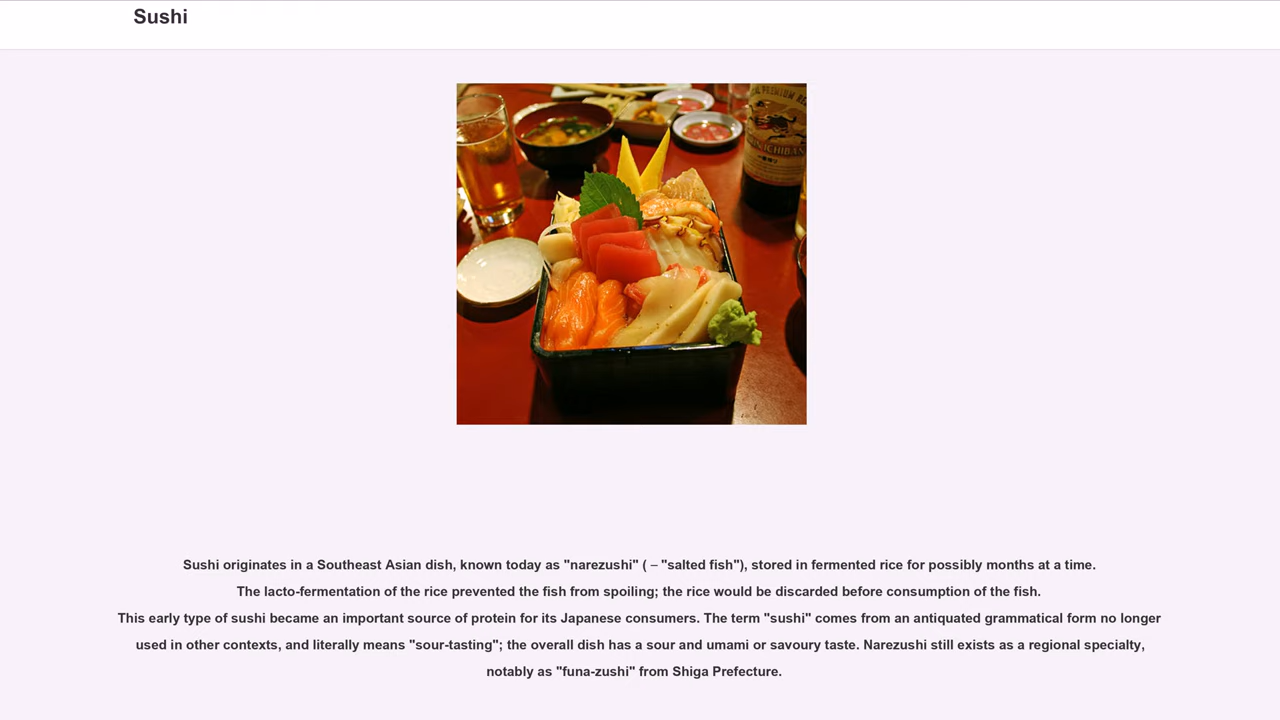 Sushi
PREMIUM
ICHIBAN
Sushi originates in a Southeast Asian dish, known today as "narezushi" ( – "salted fish"), stored in fermented rice for possibly months at a time.
The lacto-fermentation of the rice prevented the fish from spoiling; the rice would be discarded before consumption of the fish.
This early type of sushi became an important source of protein for its Japanese consumers. The term "sushi" comes from an antiquated grammatical form no longer
used in other contexts, and literally means "sour-tasting"; the overall dish has a sour and umami or savoury taste. Narezushi still exists as a regional specialty,
notably as "funa-zushi" from Shiga Prefecture.